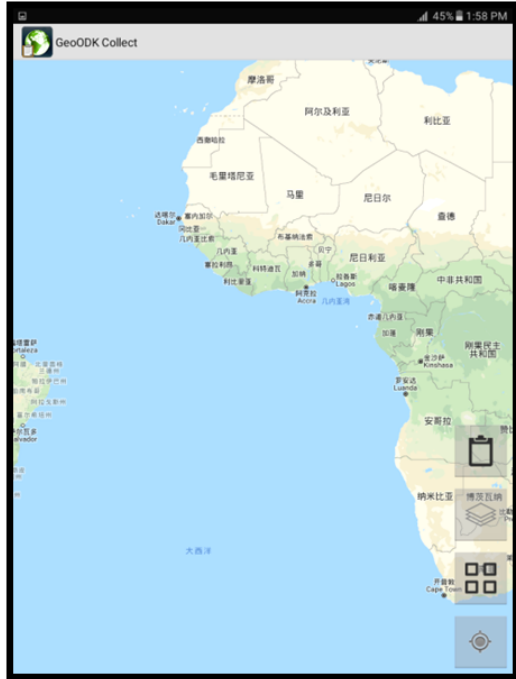 45% 1:58 PM
GeoODK Collect
摩洛哥
阿尔及利亚
利比亚
西撒哈拉
毛里塔尼亚
马里
尼日尔
乍得
达喀尔
Dakar
塞内加尔
冈比亚
几内亚比绍
布基纳法索
几内亚
贝宁
塞拉利昂
科特迪瓦
加纳
多哥
尼日利亚
利比里亚
阿克拉
Accra
拉各斯
Lagos
几内亚湾
喀麦隆
中非共和国
赤道几内亚
加蓬
刚果
刚果民主
共和国
金沙萨
Kinshasa
罗安达
Luanda
安哥拉
纳米比亚
博茨瓦纳
大西洋
开普敦
Cape Town